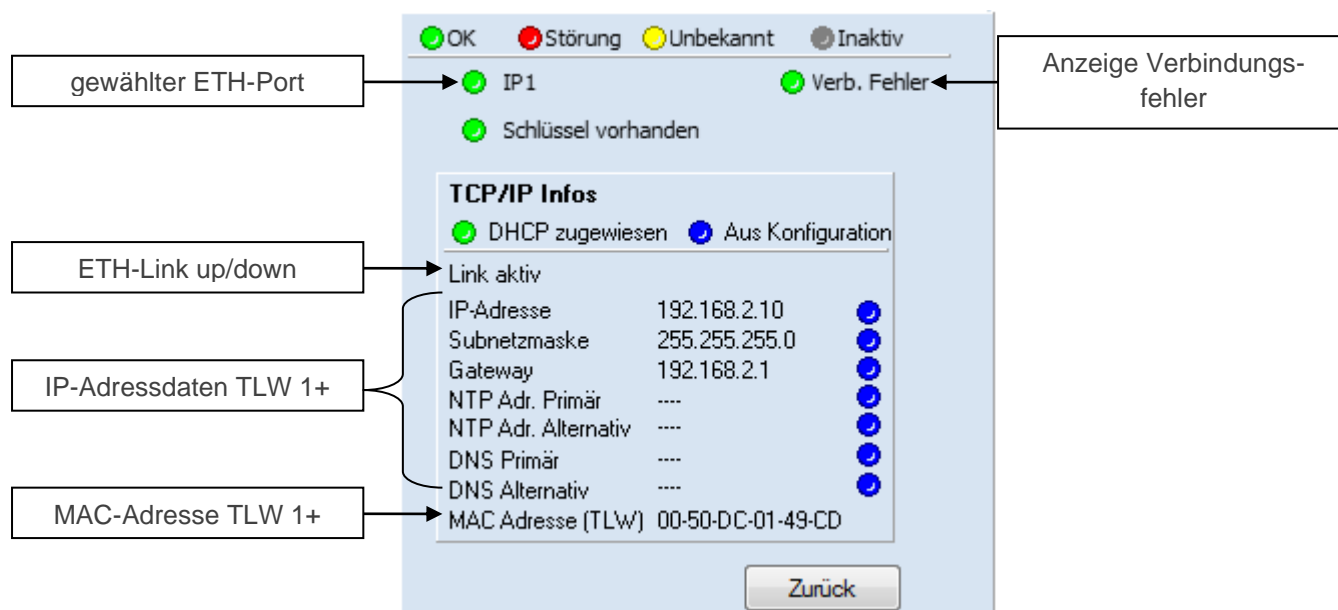 OK Störung Unbekannt Inaktiv
gewählter ETH-Port
IP1
Verb. Fehler
Anzeige Verbindungs-
fehler
Schlüssel vorhanden
TCP/IP Infos
DHCP zugewiesen Aus Konfiguration
ETH-Link up/down
Link aktiv
IP-Adresse 192.168.2.10
Subnetzmaske 255.255.255.0
Gateway 192.168.2.1
IP-Adressdaten TLW 1+
NTP Adr. Primär ----
NTP Adr. Alternativ ----
DNS Primär ----
DNS Alternativ ----
MAC-Adresse TLW 1+
MAC Adresse (TLW) 00-50-DC-01-49-CD
Zurück